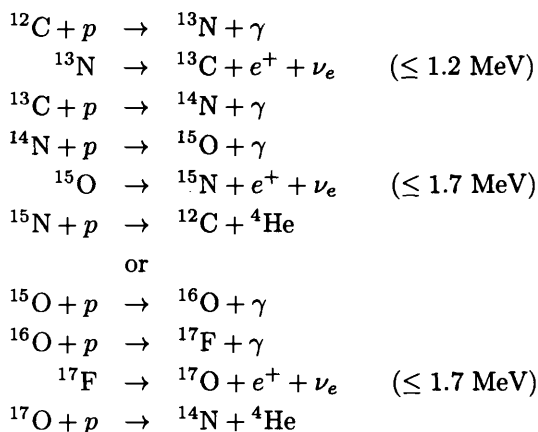 ¹²C + p → ¹³N + γ
¹³N → ¹³C + e⁺ + νₑ (≤ 1.2 MeV)
¹³C + p → ¹⁴N + γ
¹⁴N + p → ¹⁵O + γ
¹⁵O → ¹⁵N + e⁺ + νₑ (≤ 1.7 MeV)
¹⁵N + p → ¹²C + ⁴He
or
¹⁵O + p → ¹⁶O + γ
¹⁶O + p → ¹⁷F + γ
¹⁷F → ¹⁷O + e⁺ + νₑ (≤ 1.7 MeV)
¹⁷O + p → ¹⁴N + ⁴He